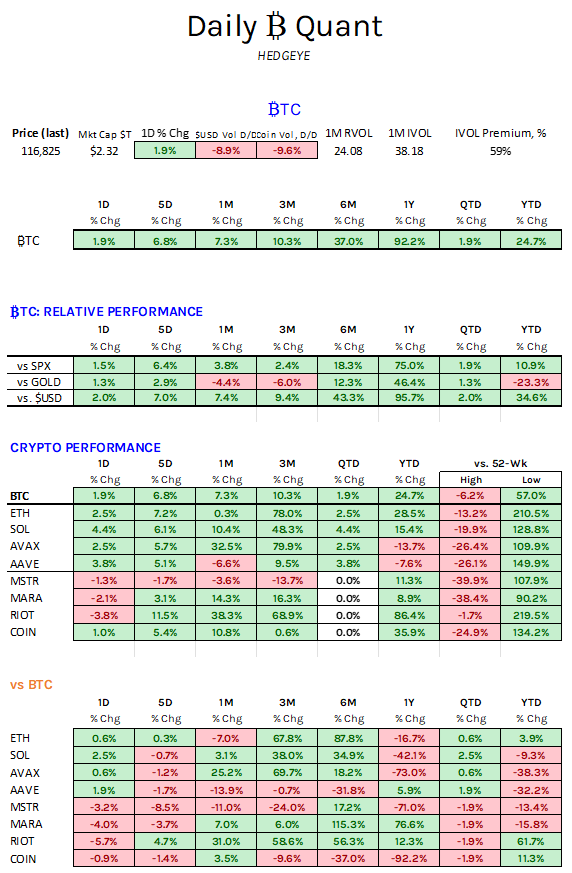 Daily ₿ Quant
HEDGEYE
₿TC
Price (last) Mkt Cap $T 1D % Chg $USD Vol D/D Coin Vol, D/D 1M RVOL 1M IVOL IVOL Premium, %
116,825 $2.32 1.9% -8.9% -9.6% 24.08 38.18 59%
1D 5D 1M 3M 6M 1Y QTD YTD
% Chg % Chg % Chg % Chg % Chg % Chg % Chg % Chg
₿TC 1.9% 6.8% 7.3% 10.3% 37.0% 92.2% 1.9% 24.7%
₿TC: RELATIVE PERFORMANCE
1D 5D 1M 3M 6M 1Y QTD YTD
% Chg % Chg % Chg % Chg % Chg % Chg % Chg % Chg
vs SPX 1.5% 6.4% 3.8% 2.4% 18.3% 75.0% 1.9% 10.9%
vs GOLD 1.3% 2.9% -4.4% -6.0% 12.3% 46.4% 1.3% -23.3%
vs. $USD 2.0% 7.0% 7.4% 9.4% 43.3% 95.7% 2.0% 34.6%
CRYPTO PERFORMANCE
1D 5D 1M 3M QTD YTD vs. 52-Wk
% Chg % Chg % Chg % Chg % Chg % Chg High Low
BTC 1.9% 6.8% 7.3% 10.3% 1.9% 24.7% -6.2% 57.0%
ETH 2.5% 7.2% 0.3% 78.0% 2.5% 28.5% -13.2% 210.5%
SOL 4.4% 6.1% 10.4% 48.3% 4.4% 15.4% -19.9% 128.8%
AVAX 2.5% 5.7% 32.5% 79.9% 2.5% -13.7% -26.4% 109.9%
AAVE 3.8% 5.1% -6.6% 9.5% 3.8% -7.6% -26.1% 149.9%
MSTR -1.3% -1.7% -3.6% -13.7% 0.0% 11.3% -39.9% 107.9%
MARA -2.1% 3.1% 14.3% 16.3% 0.0% 8.9% -38.4% 90.2%
RIOT -3.8% 11.5% 38.3% 68.9% 0.0% 86.4% -1.7% 219.5%
COIN 1.0% 5.4% 10.8% 0.6% 0.0% 35.9% -24.9% 134.2%
vs BTC
1D 5D 1M 3M 6M 1Y QTD YTD
% Chg % Chg % Chg % Chg % Chg % Chg % Chg % Chg
ETH 0.6% 0.3% -7.0% 67.8% 87.8% -16.7% 0.6% 3.9%
SOL 2.5% -0.7% 3.1% 38.0% 34.9% -42.1% 2.5% -9.3%
AVAX 0.6% -1.2% 25.2% 69.7% 18.2% -73.0% 0.6% -38.3%
AAVE 1.9% -1.7% -13.9% -0.7% -31.8% 5.9% 1.9% -32.2%
MSTR -3.2% -8.5% -11.0% -24.0% 17.2% -71.0% -1.9% -13.4%
MARA -4.0% -3.7% 7.0% 6.0% 115.3% 76.6% -1.9% -15.8%
RIOT -5.7% 4.7% 31.0% 58.6% 56.3% 12.3% -1.9% 61.7%
COIN -0.9% -1.4% 3.5% -9.6% -37.0% -92.2% -1.9% 11.3%